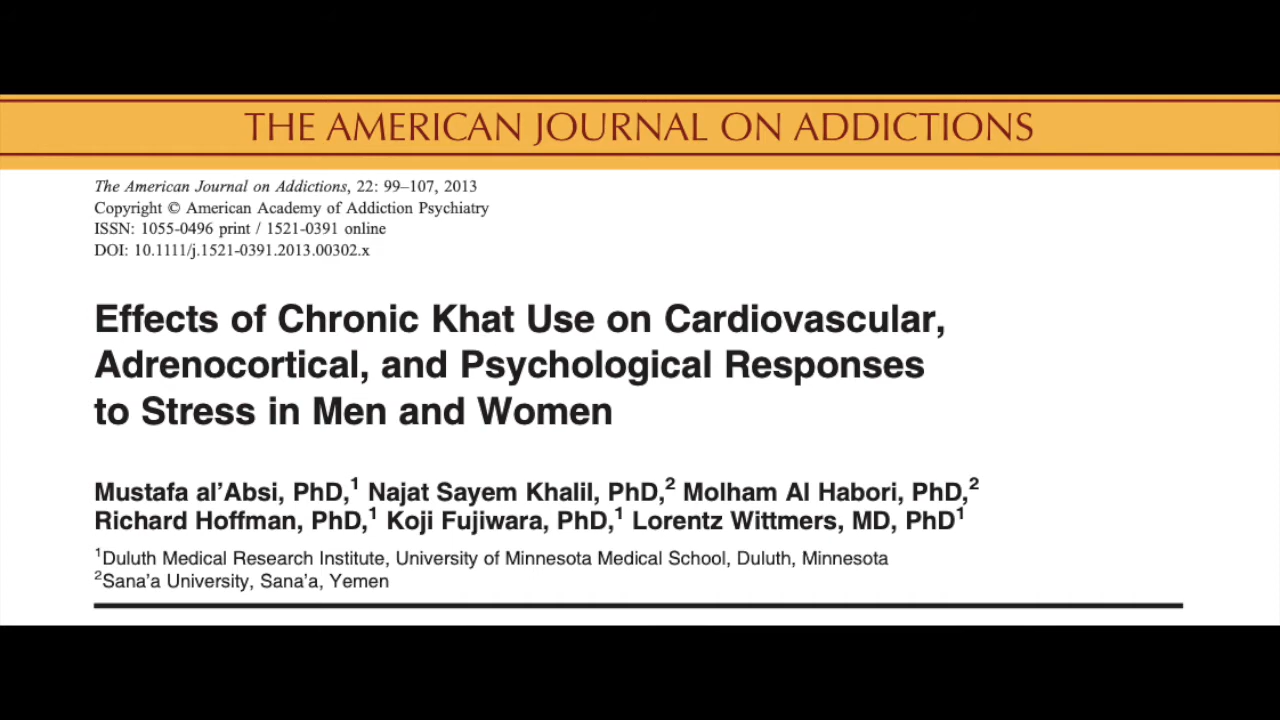 THE AMERICAN JOURNAL ON ADDICTIONS
The American Journal on Addictions, 22: 99–107, 2013
Copyright © American Academy of Addiction Psychiatry
ISSN: 1055-0496 print / 1521-0391 online
DOI: 10.1111/j.1521-0391.2013.00302.x
Effects of Chronic Khat Use on Cardiovascular,
Adrenocortical, and Psychological Responses
to Stress in Men and Women
Mustafa al’Absi, PhD,¹ Najat Sayem Khalil, PhD,² Molham Al Habori, PhD,²
Richard Hoffman, PhD,¹ Koji Fujiwara, PhD,¹ Lorentz Wittmers, MD, PhD¹
¹Duluth Medical Research Institute, University of Minnesota Medical School, Duluth, Minnesota
²Sana’a University, Sana’a, Yemen